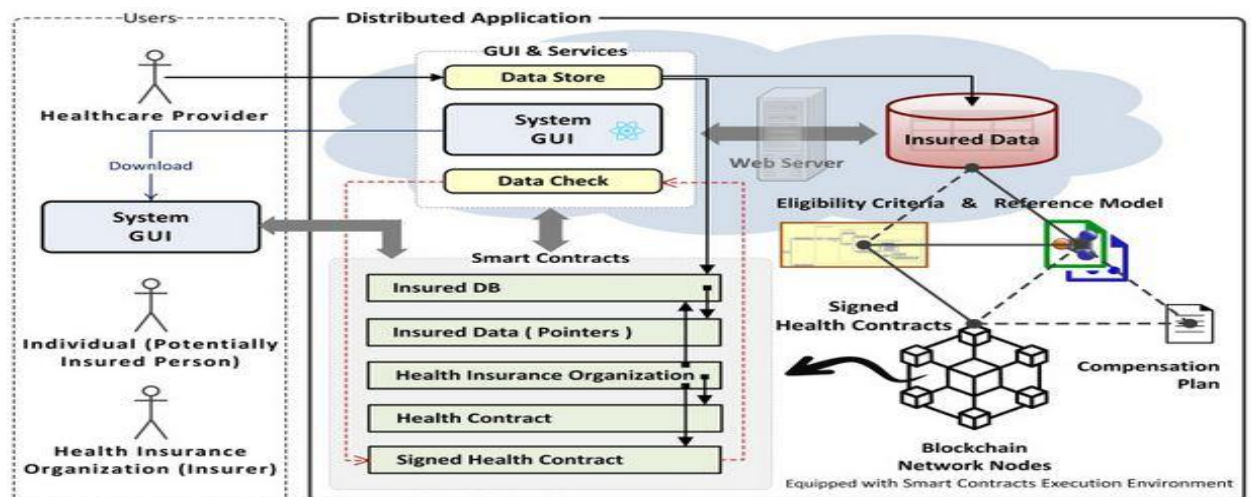 Users
Healthcare Provider
Download
System
GUI
Individual (Potentially
Insured Person)
Health Insurance
Organization (Insurer)
Distributed Application
GUI & Services
Data Store
System
GUI
Data Check
Web Server
Insured Data
Eligibility Criteria & Reference Model
Smart Contracts
Insured DB
Insured Data ( Pointers )
Health Insurance Organization
Health Contract
Signed Health Contract
Signed
Health Contracts
Compensation
Plan
Blockchain
Network Nodes
Equipped with Smart Contracts Execution Environment